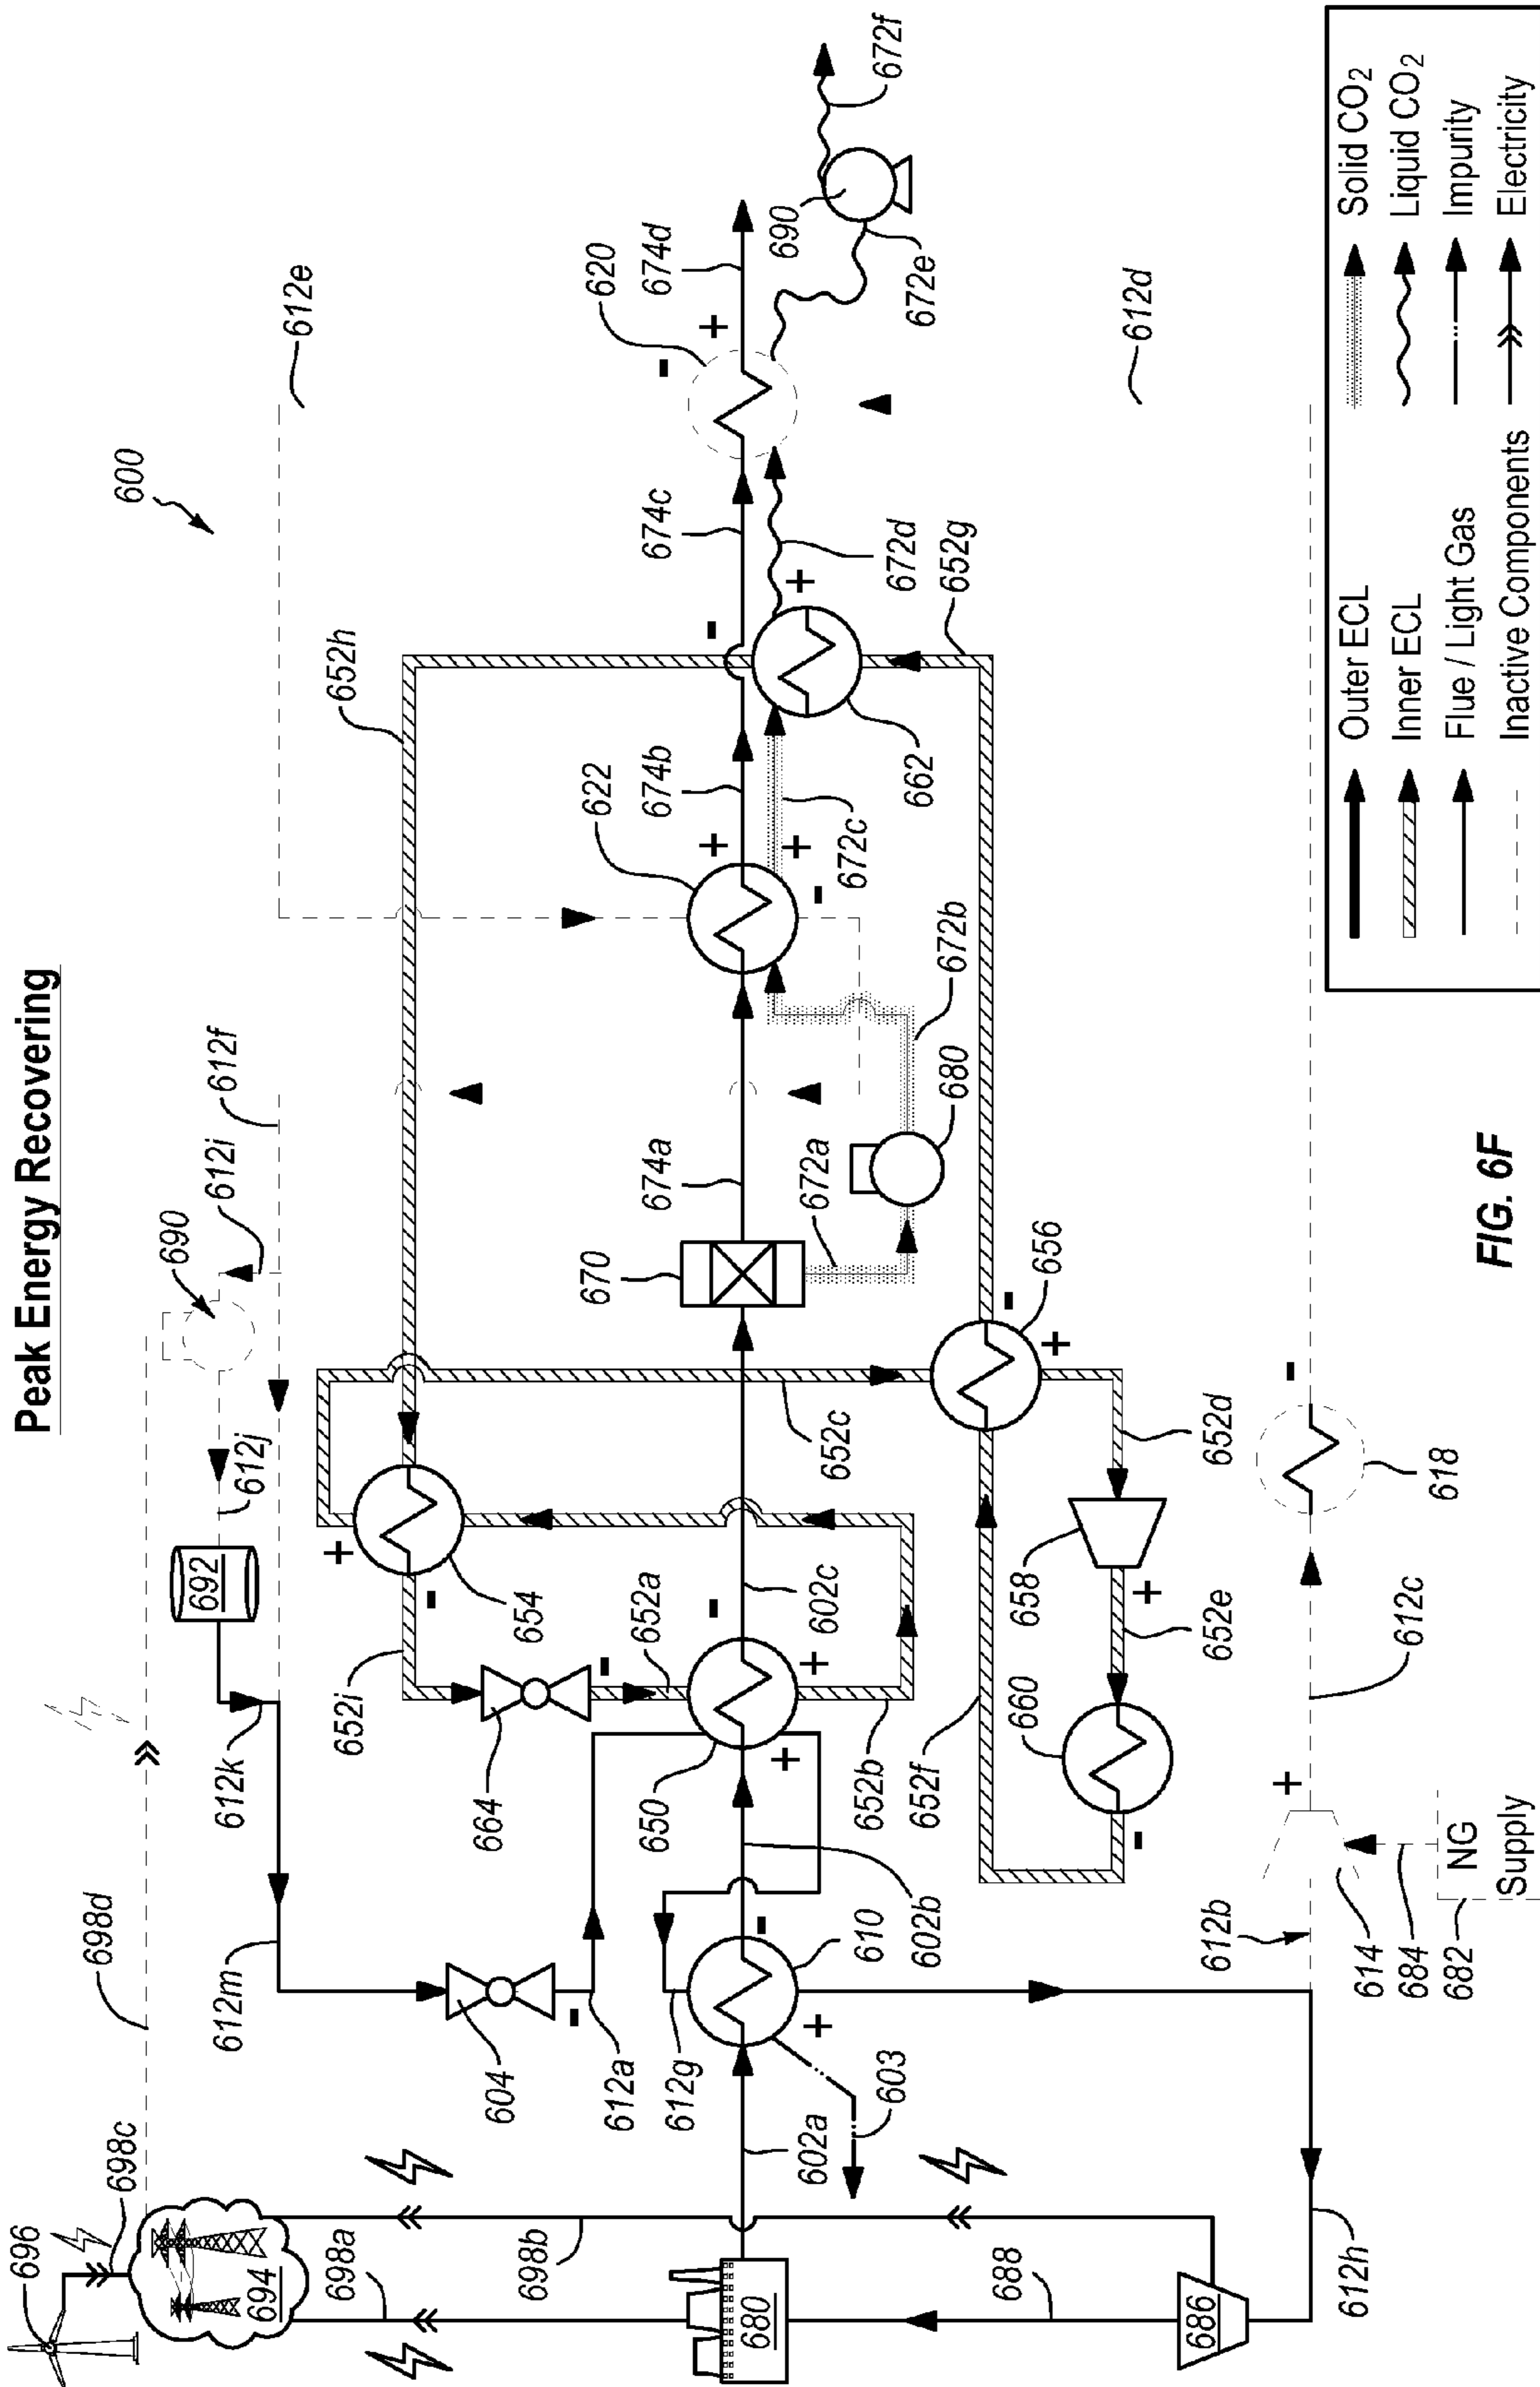 Peak Energy Recovering
600
696
698c
698d
694
698a
698b
680
688
686
612h
602a
603
610
602b
612g
612a
604
612m
612k
692
612j
690
612i
612f
612e
664
652i
654
650
652a
652b
602c
652c
652h
670
674a
672a
680
672b
622
674b
672c
662
674c
672d
652g
620
674d
690
672e
672f
612d
656
652d
658
652e
660
652f
618
612c
612b
614
684
682
NG
Supply
+
+
+
+
+
+
+
+
+
+
+
-
-
-
-
-
-
-
-
-
-
-
-
Outer ECL
Inner ECL
Flue / Light Gas
Inactive Components
Solid CO₂
Liquid CO₂
Impurity
Electricity
FIG. 6F